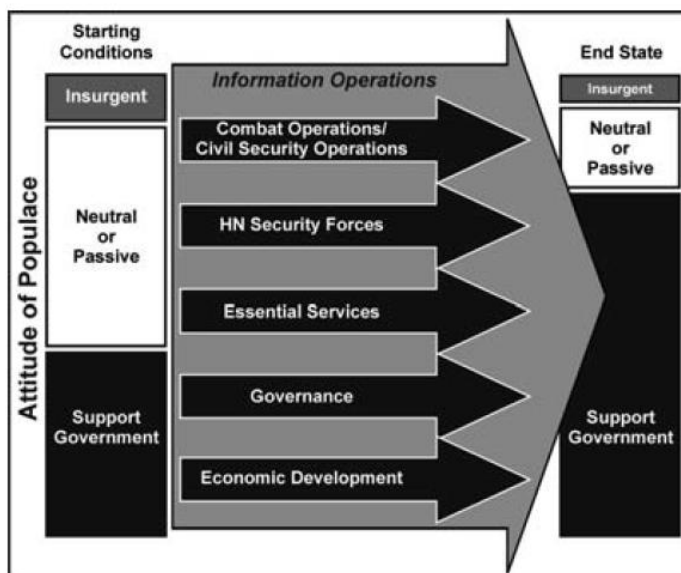 Starting
Conditions
Insurgent
Neutral
or
Passive
Support
Government
Attitude of Populace
Information Operations
Combat Operations/
Civil Security Operations
HN Security Forces
Essential Services
Governance
Economic Development
End State
Insurgent
Neutral
or
Passive
Support
Government